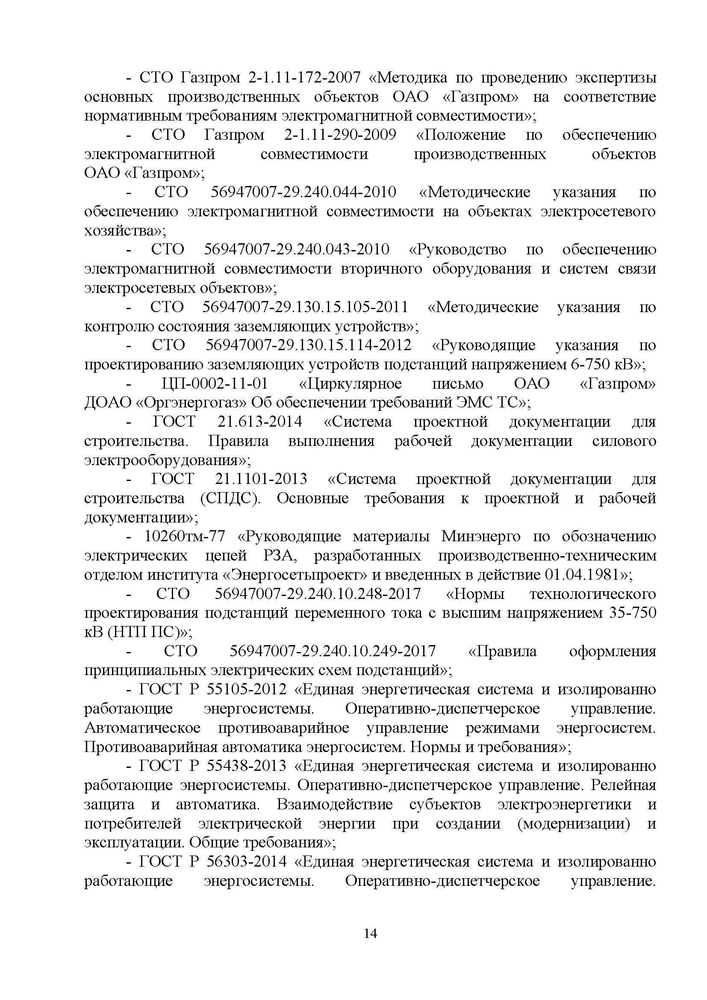 - СТО Газпром 2-1.11-172-2007 «Методика по проведению экспертизы
основных производственных объектов ОАО «Газпром» на соответствие
нормативным требованиям электромагнитной совместимости»;
- СТО Газпром 2-1.11-290-2009 «Положение по обеспечению
электромагнитной совместимости производственных объектов
ОАО «Газпром»;
- СТО 56947007-29.240.044-2010 «Методические указания по
обеспечению электромагнитной совместимости на объектах электросетевого
хозяйства»;
- СТО 56947007-29.240.043-2010 «Руководство по обеспечению
электромагнитной совместимости вторичного оборудования и систем связи
электросетевых объектов»;
- СТО 56947007-29.130.15.105-2011 «Методические указания по
контролю состояния заземляющих устройств»;
- СТО 56947007-29.130.15.114-2012 «Руководящие указания по
проектированию заземляющих устройств подстанций напряжением 6-750 кВ»;
- ЦП-0002-11-01 «Циркулярное письмо ОАО «Газпром»
ДОАО «Оргэнергогаз» Об обеспечении требований ЭМС ТС»;
- ГОСТ 21.613-2014 «Система проектной документации для
строительства. Правила выполнения рабочей документации силового
электрооборудования»;
- ГОСТ 21.1101-2013 «Система проектной документации для
строительства (СПДС). Основные требования к проектной и рабочей
документации»;
- 10260тм-77 «Руководящие материалы Минэнерго по обозначению
электрических цепей РЗА, разработанных производственно-техническим
отделом института «Энергосетьпроект» и введенных в действие 01.04.1981»;
- СТО 56947007-29.240.10.248-2017 «Нормы технологического
проектирования подстанций переменного тока с высшим напряжением 35-750
кВ (НТП ПС)»;
- СТО 56947007-29.240.10.249-2017 «Правила оформления
принципиальных электрических схем подстанций»;
- ГОСТ Р 55105-2012 «Единая энергетическая система и изолированно
работающие энергосистемы. Оперативно-диспетчерское управление.
Автоматическое противоаварийное управление режимами энергосистем.
Противоаварийная автоматика энергосистем. Нормы и требования»;
- ГОСТ Р 55438-2013 «Единая энергетическая система и изолированно
работающие энергосистемы. Оперативно-диспетчерское управление. Релейная
защита и автоматика. Взаимодействие субъектов электроэнергетики и
потребителей электрической энергии при создании (модернизации) и
эксплуатации. Общие требования»;
- ГОСТ Р 56303-2014 «Единая энергетическая система и изолированно
работающие энергосистемы. Оперативно-диспетчерское управление.
14